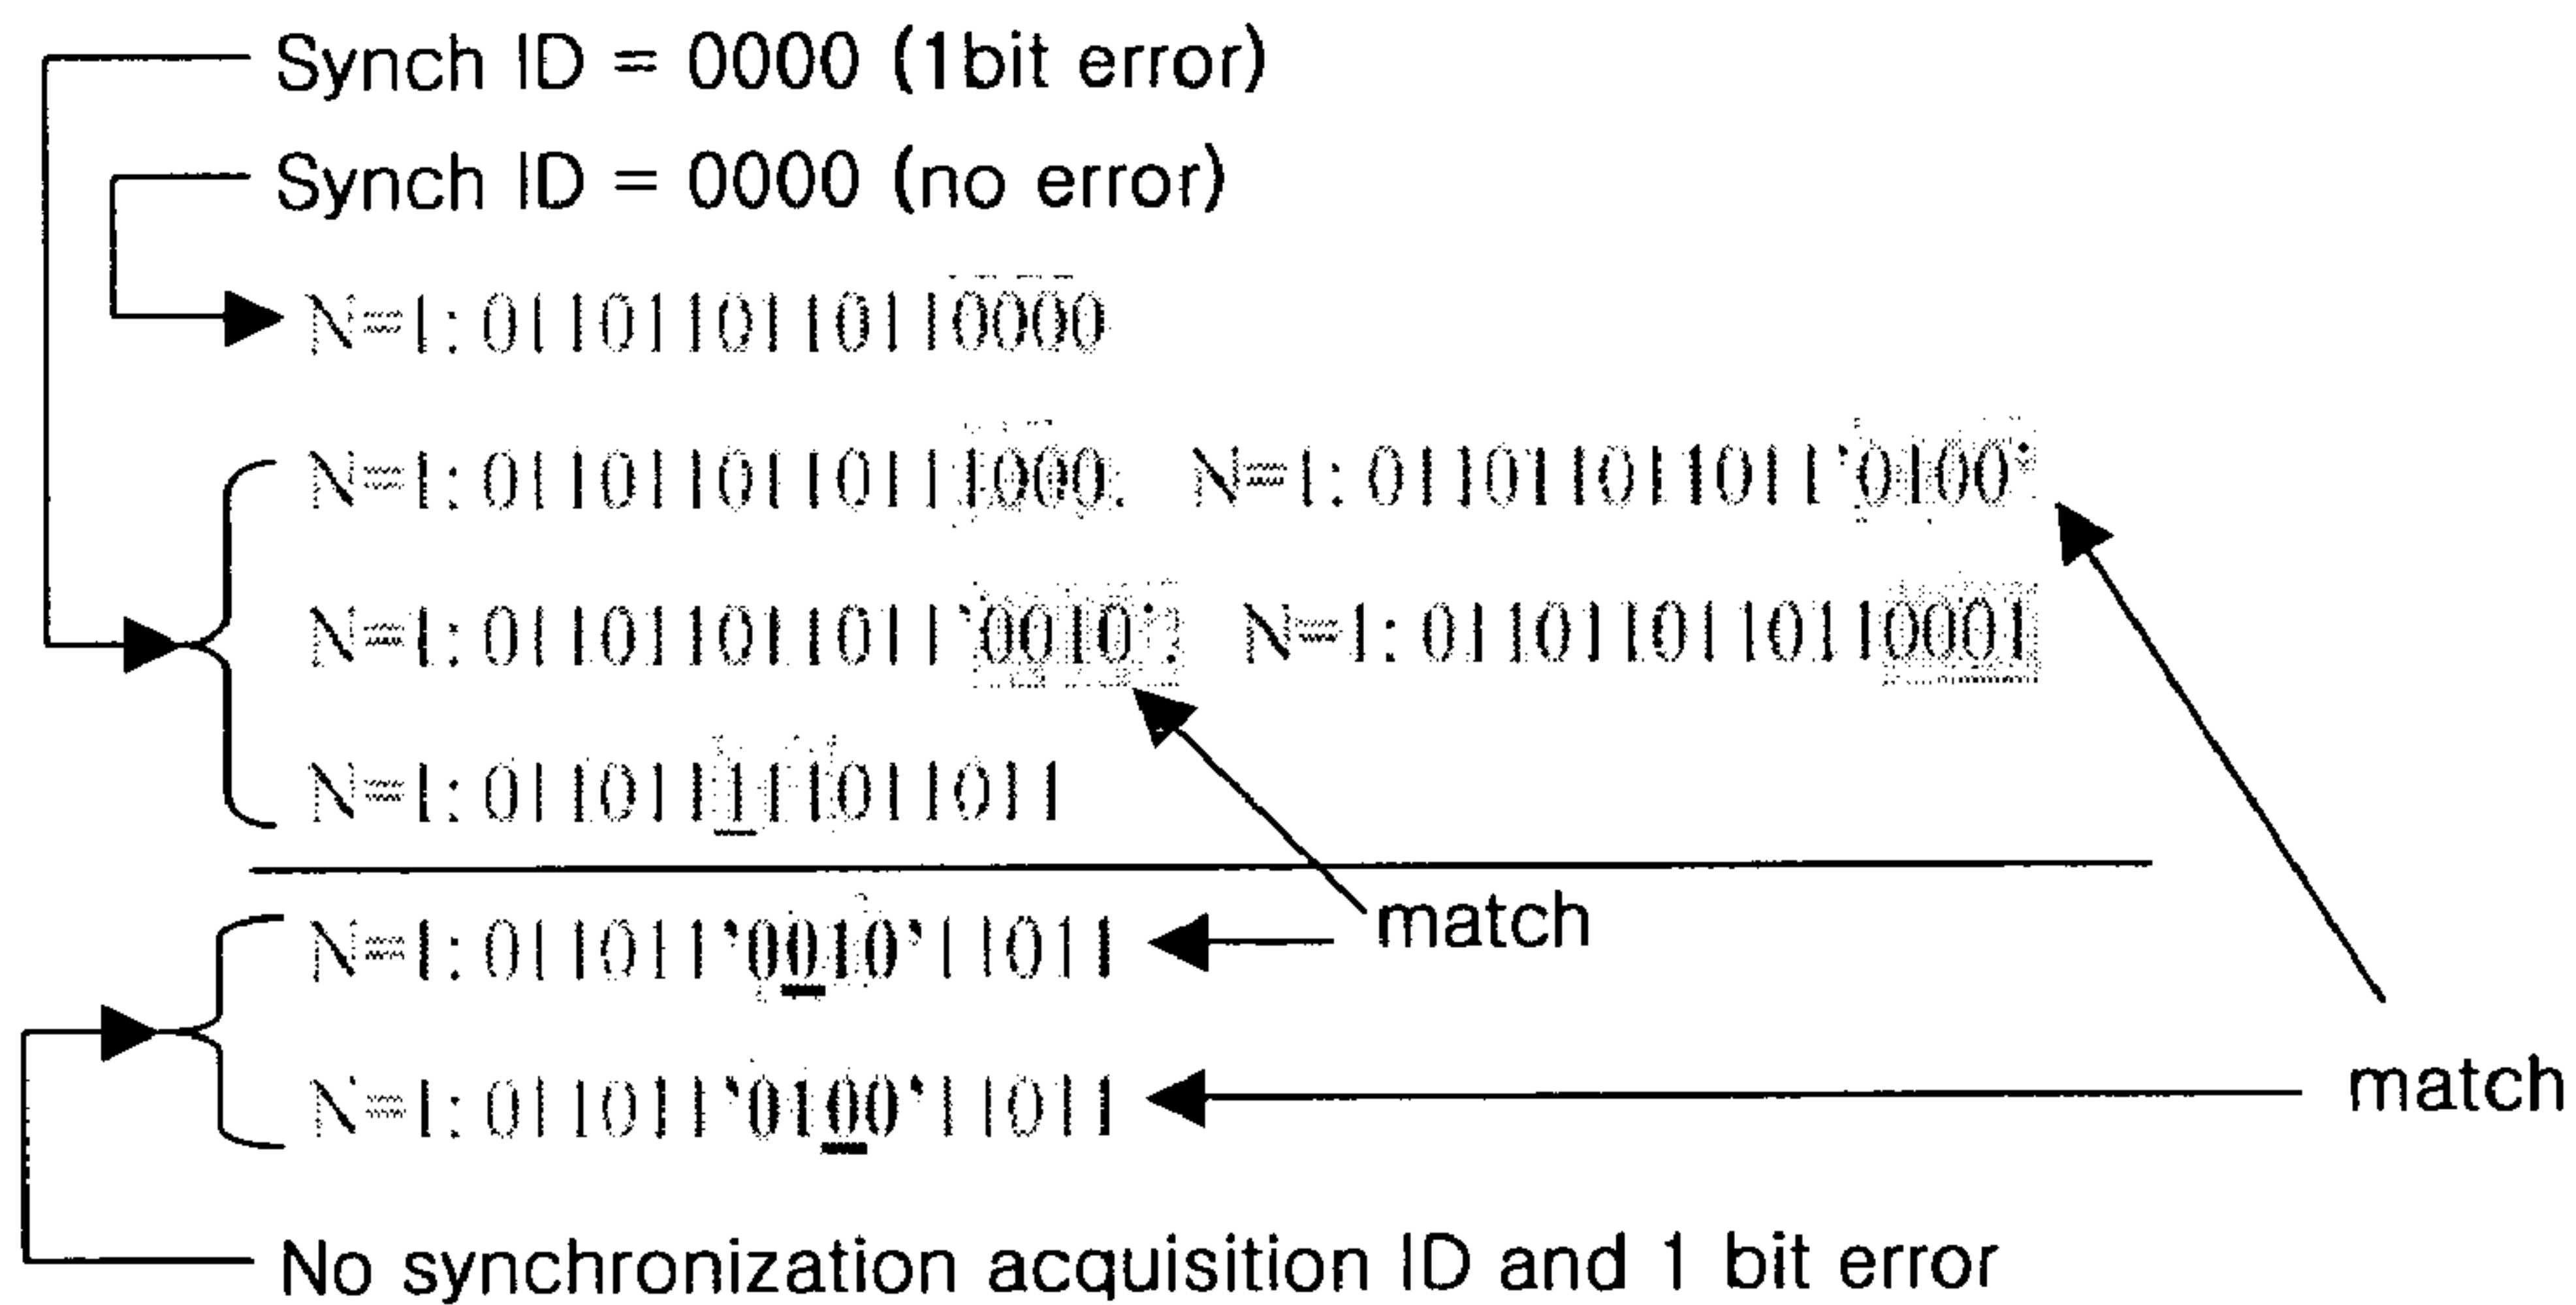 Synch ID = 0000 (1bit error)
Synch ID = 0000 (no error)
N=1: 0110110110110000
N=1: 0110110110111000, N=1: 011011011011'0100'
N=1: 011011011011'0010', N=1: 0110110110110001
N=1: 011011111011011
N=1: 011011'0010'11011 match
N=1: 011011'0100'11011 match
No synchronization acquisition ID and 1 bit error